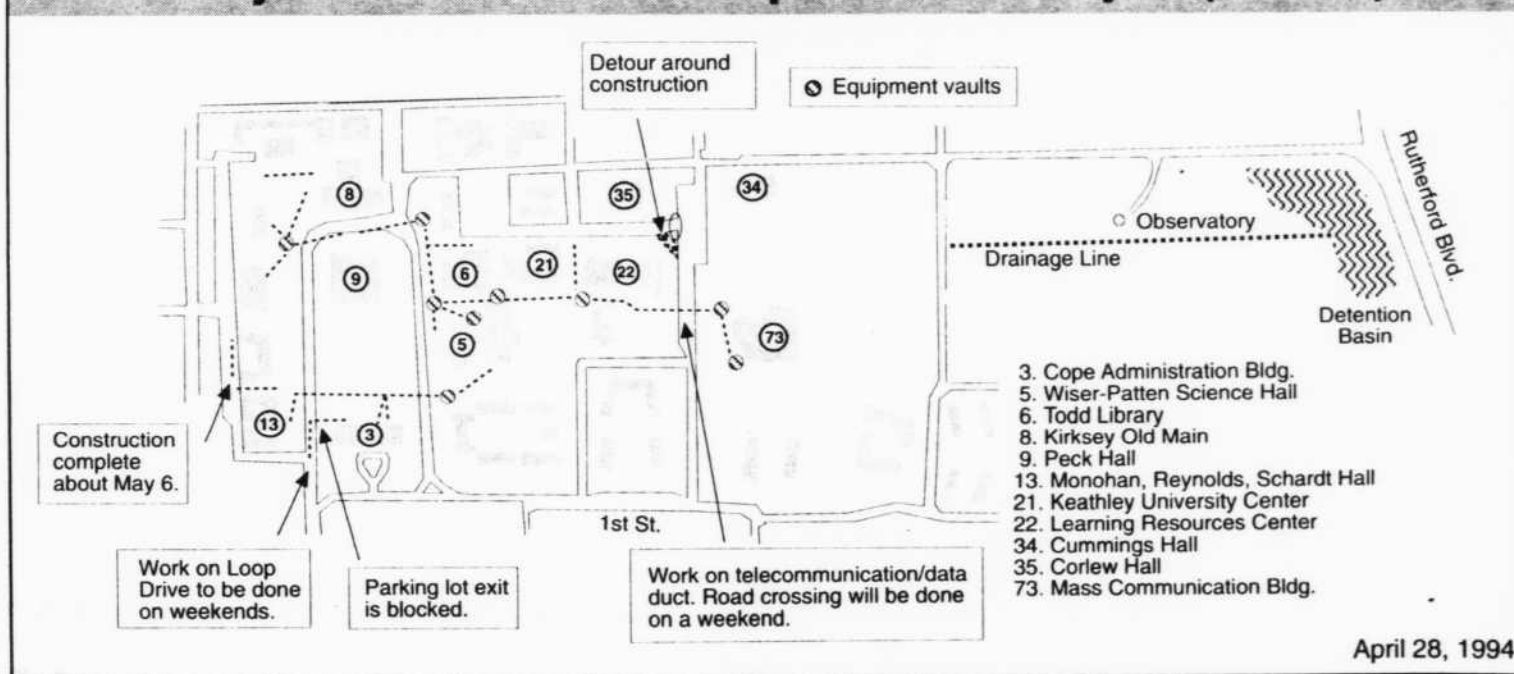 Detour around
construction
Equipment vaults
Rutherford Blvd.
8
35
34
Observatory
9
6
21
22
Drainage Line
Detention
Basin
5
73
13
3
Construction
complete
about May 6.
1st St.
Work on Loop
Drive to be done
on weekends.
Parking lot exit
is blocked.
Work on telecommunication/data
duct. Road crossing will be done
on a weekend.
3. Cope Administration Bldg.
5. Wiser-Patten Science Hall
6. Todd Library
8. Kirksey Old Main
9. Peck Hall
13. Monohan, Reynolds, Schardt Hall
21. Keathley University Center
22. Learning Resources Center
34. Cummings Hall
35. Corlew Hall
73. Mass Communication Bldg.
April 28, 1994